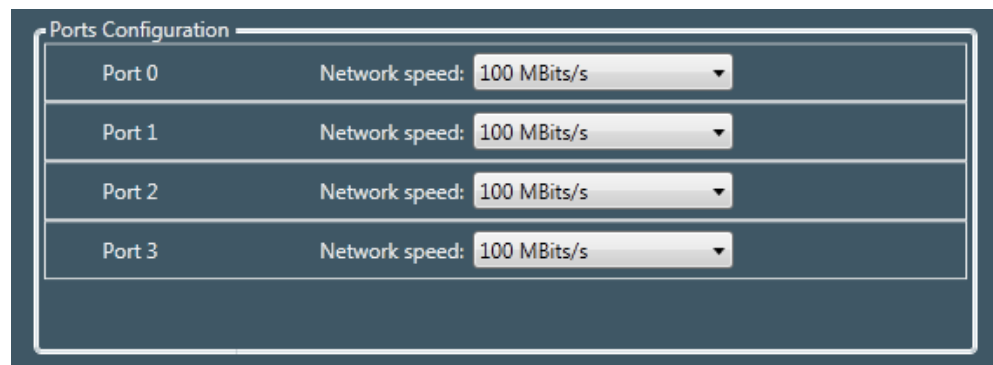 Ports Configuration
Port 0 Network speed: 100 MBits/s
Port 1 Network speed: 100 MBits/s
Port 2 Network speed: 100 MBits/s
Port 3 Network speed: 100 MBits/s